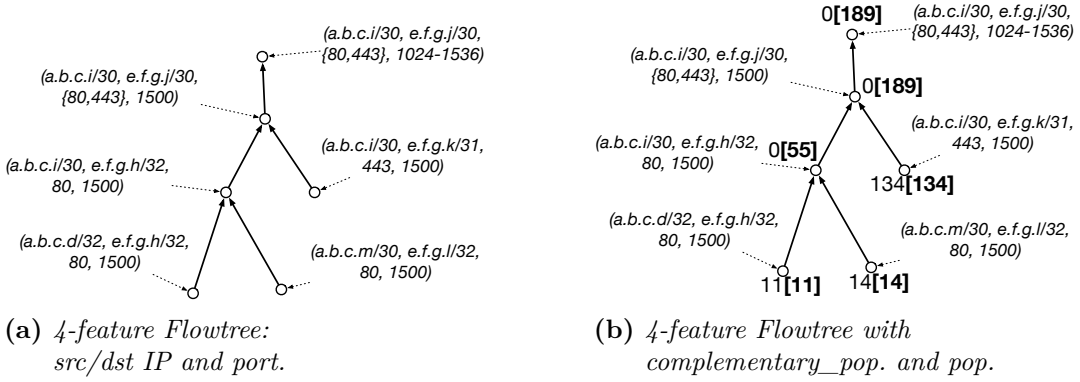 (a.b.c.i/30, e.f.g.j/30,
{80,443}, 1024-1536)
(a.b.c.i/30, e.f.g.j/30,
{80,443}, 1500)
(a.b.c.i/30, e.f.g.h/32,
80, 1500)
(a.b.c.i/30, e.f.g.k/31,
443, 1500)
(a.b.c.d/32, e.f.g.h/32,
80, 1500)
(a.b.c.m/30, e.f.g.l/32,
80, 1500)
(a) 4-feature Flowtree:
src/dst IP and port.
0[189]
(a.b.c.i/30, e.f.g.j/30,
{80,443}, 1024-1536)
(a.b.c.i/30, e.f.g.j/30,
{80,443}, 1500)
0[189]
(a.b.c.i/30, e.f.g.h/32,
80, 1500)
0[55]
(a.b.c.i/30, e.f.g.k/31,
443, 1500)
134[134]
(a.b.c.d/32, e.f.g.h/32,
80, 1500)
(a.b.c.m/30, e.f.g.l/32,
80, 1500)
11[11]
14[14]
(b) 4-feature Flowtree with
complementary_pop. and pop.